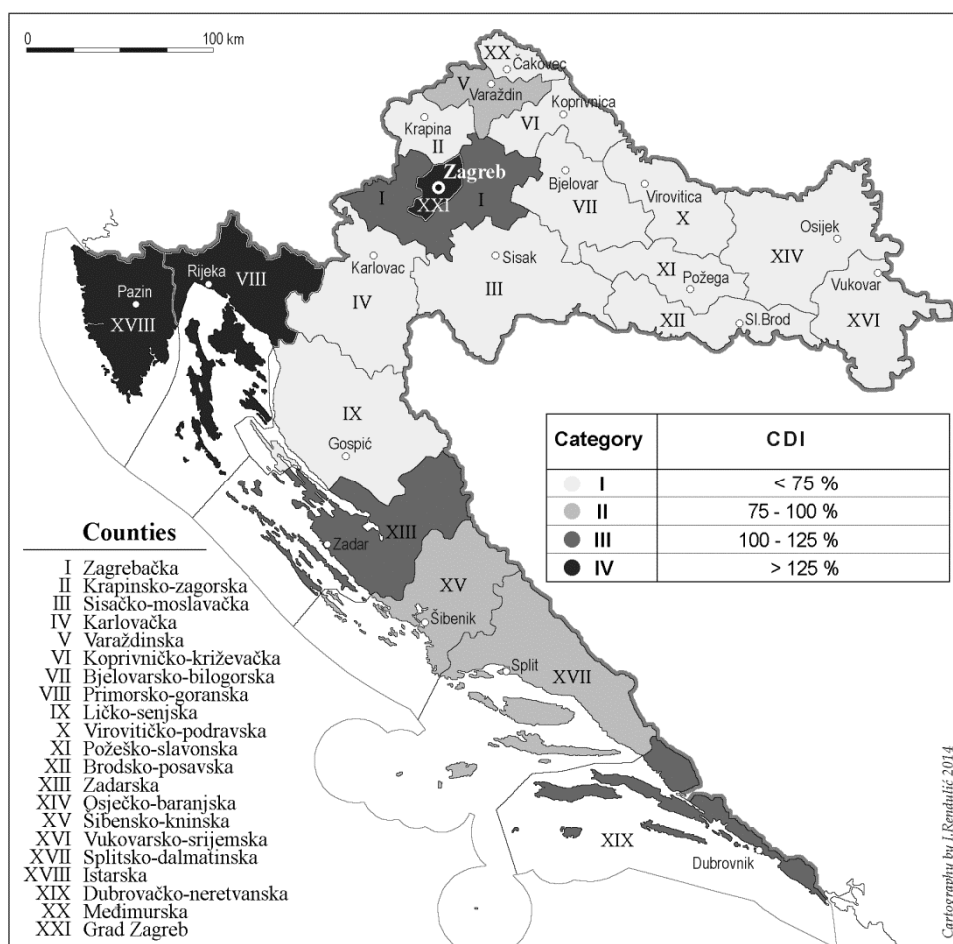 0 100 km
XX
Čakovec
V
Varaždin
Koprivnica
VI
Krapina
II
Zagreb
Bjelovar
Virovitica
I
XXI
I
VII
X
Osijek
Rijeka
VIII
Karlovac
Sisak
XI
XIV
Pazin
Požega
Vukovar
XVIII
IV
III
XII
Sl.Brod
XVI
IX
Gospić
Category CDI
I < 75 %
II 75 - 100 %
III 100 - 125 %
IV > 125 %
XIII
Zadar
XV
Šibenik
Split
XVII
XIX
Dubrovnik
Counties
I Zagrebačka
II Krapinsko-zagorska
III Sisačko-moslavačka
IV Karlovačka
V Varaždinska
VI Koprivničko-križevačka
VII Bjelovarsko-bilogorska
VIII Primorsko-goranska
IX Ličko-senjska
X Virovitičko-podravska
XI Požeško-slavonska
XII Brodsko-posavska
XIII Zadarska
XIV Osječko-baranjska
XV Šibensko-kninska
XVI Vukovarsko-srijemska
XVII Splitsko-dalmatinska
XVIII Istarska
XIX Dubrovačko-neretvanska
XX Međimurska
XXI Grad Zagreb
Cartography by I.Rendulić 2014